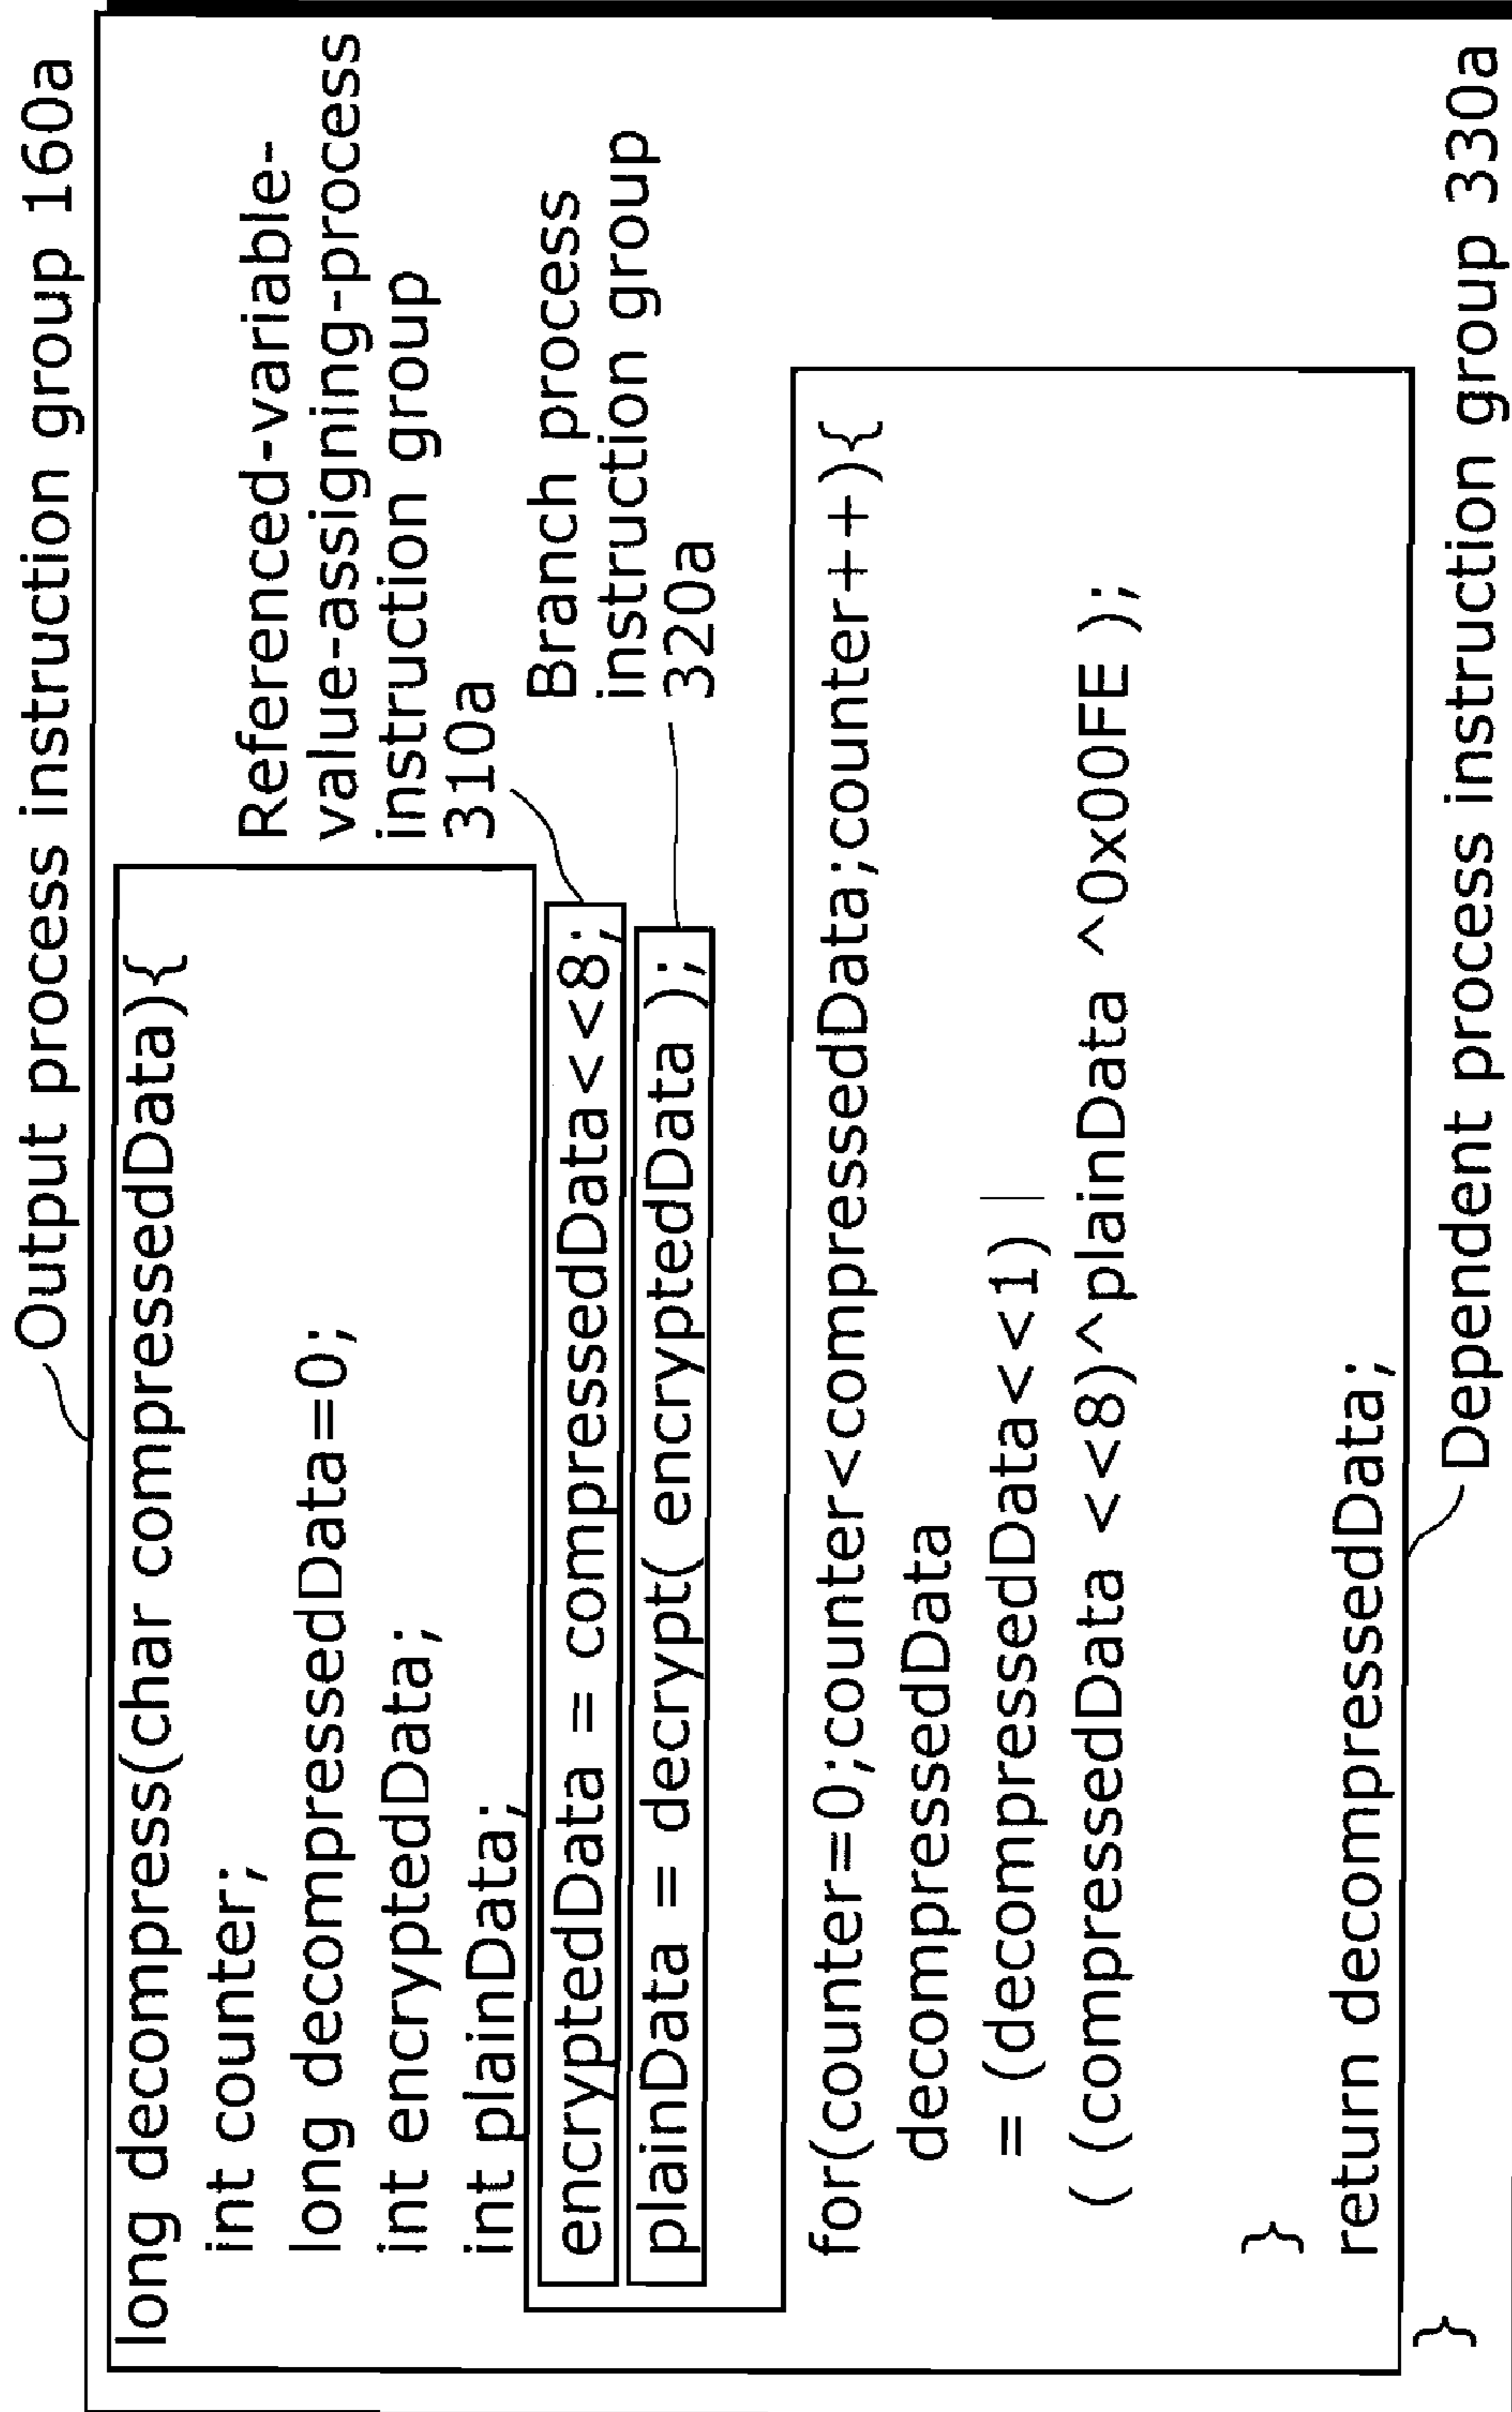 Output process instruction group 160a
long decompress(char compressedData){
int counter;
long decompressedData=0;
int encryptedData;
int plainData;
Referenced-variable-
value-assigning-process
instruction group
310a
encryptedData = compressedData<<8;
Branch process
instruction group
320a
plainData = decrypt( encryptedData );
for(counter=0;counter<compressedData;counter++){
decompressedData
= (decompressedData<<1) |
( (compressedData <<8)^plainData ^0x00FE );
}
return decompressedData;
}
Dependent process instruction group 330a